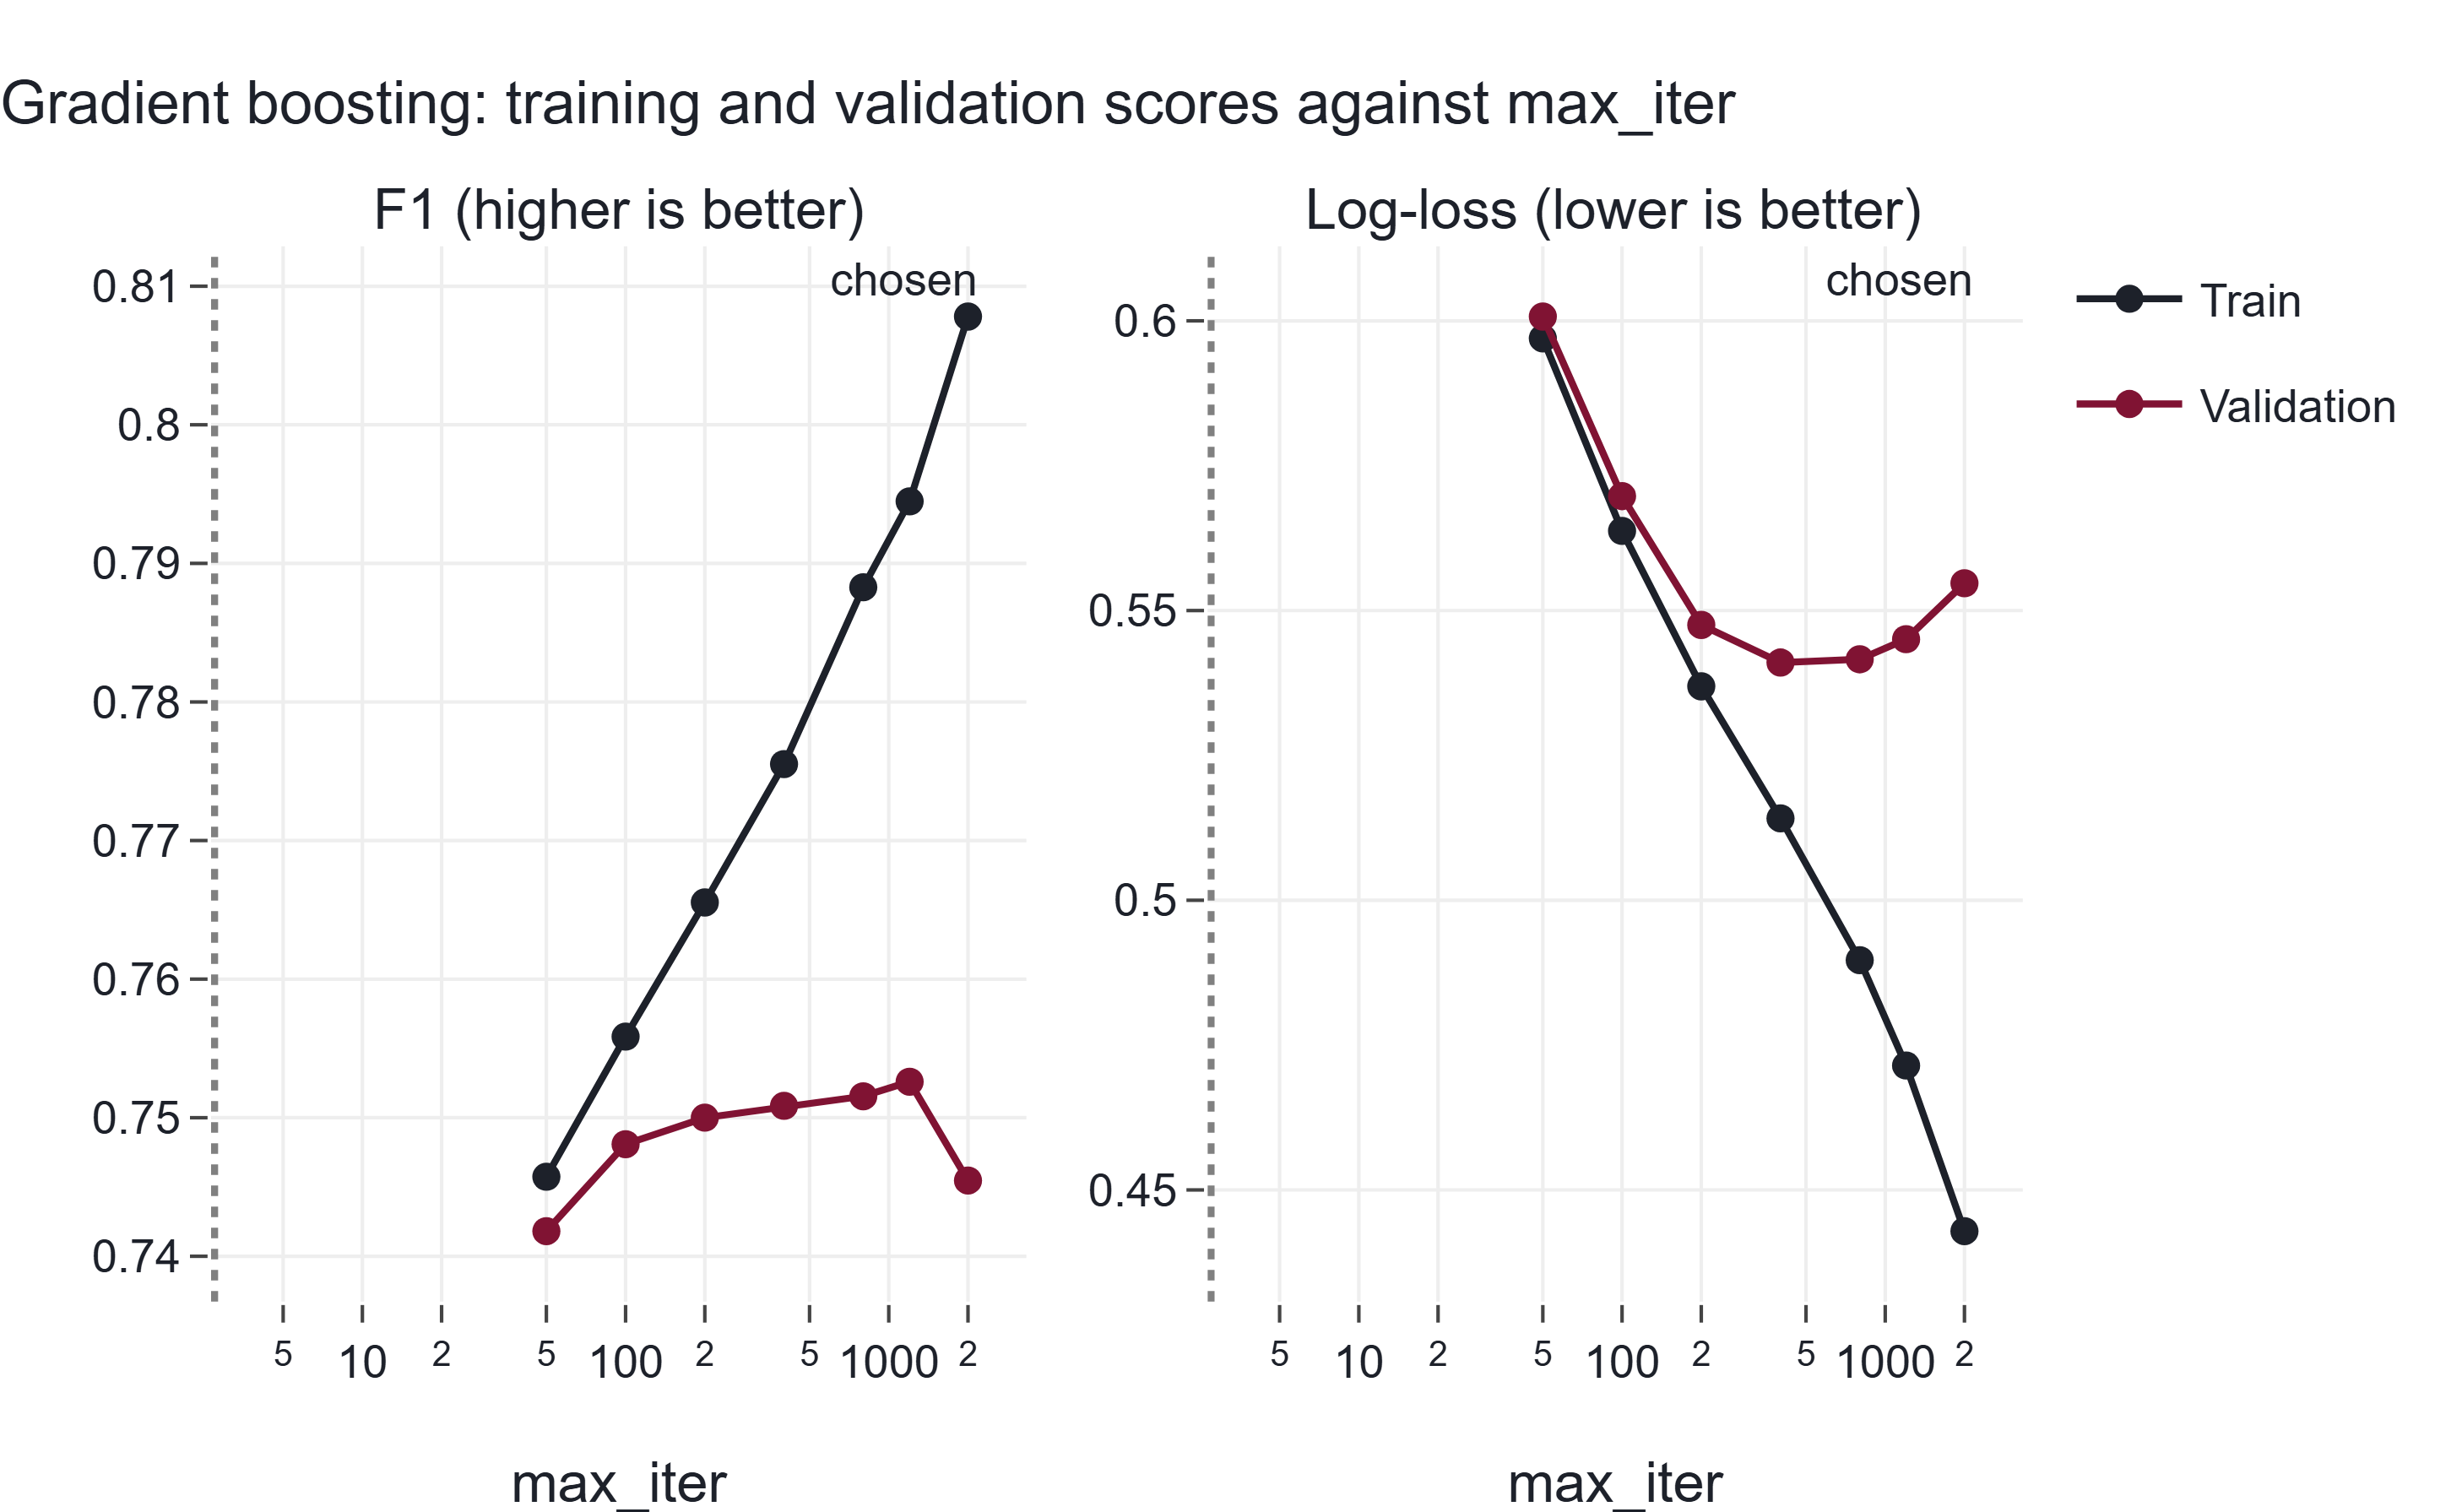 Gradient boosting: training and validation scores against max_iter
F1 (higher is better)
Log-loss (lower is better)
chosen
chosen
Train
Validation
0.81
0.8
0.79
0.78
0.77
0.76
0.75
0.74
0.6
0.55
0.5
0.45
5 10 2 5 100 2 5 1000 2
5 10 2 5 100 2 5 1000 2
max_iter
max_iter